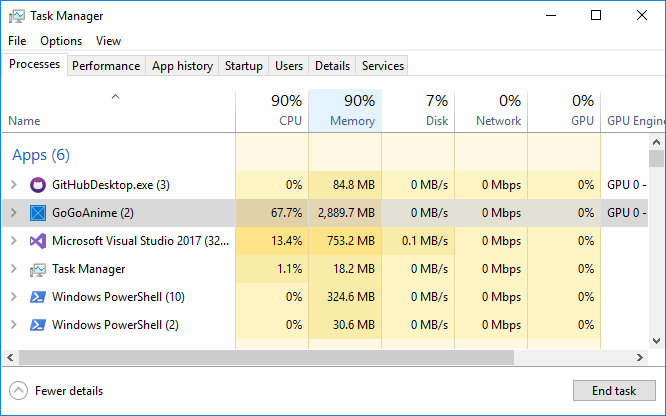 Task Manager
File Options View
Processes Performance App history Startup Users Details Services
90% 90% 7% 0% 0%
Name CPU Memory Disk Network GPU GPU Engine
Apps (6)
GitHubDesktop.exe (3) 0% 84.8 MB 0 MB/s 0 Mbps 0% GPU 0 -
GoGoAnime (2) 67.7% 2,889.7 MB 0 MB/s 0 Mbps 0% GPU 0 -
Microsoft Visual Studio 2017 (32... 13.4% 753.2 MB 0.1 MB/s 0 Mbps 0%
Task Manager 1.1% 18.2 MB 0 MB/s 0 Mbps 0%
Windows PowerShell (10) 0% 324.6 MB 0 MB/s 0 Mbps 0%
Windows PowerShell (2) 0% 30.6 MB 0 MB/s 0 Mbps 0%
Fewer details End task